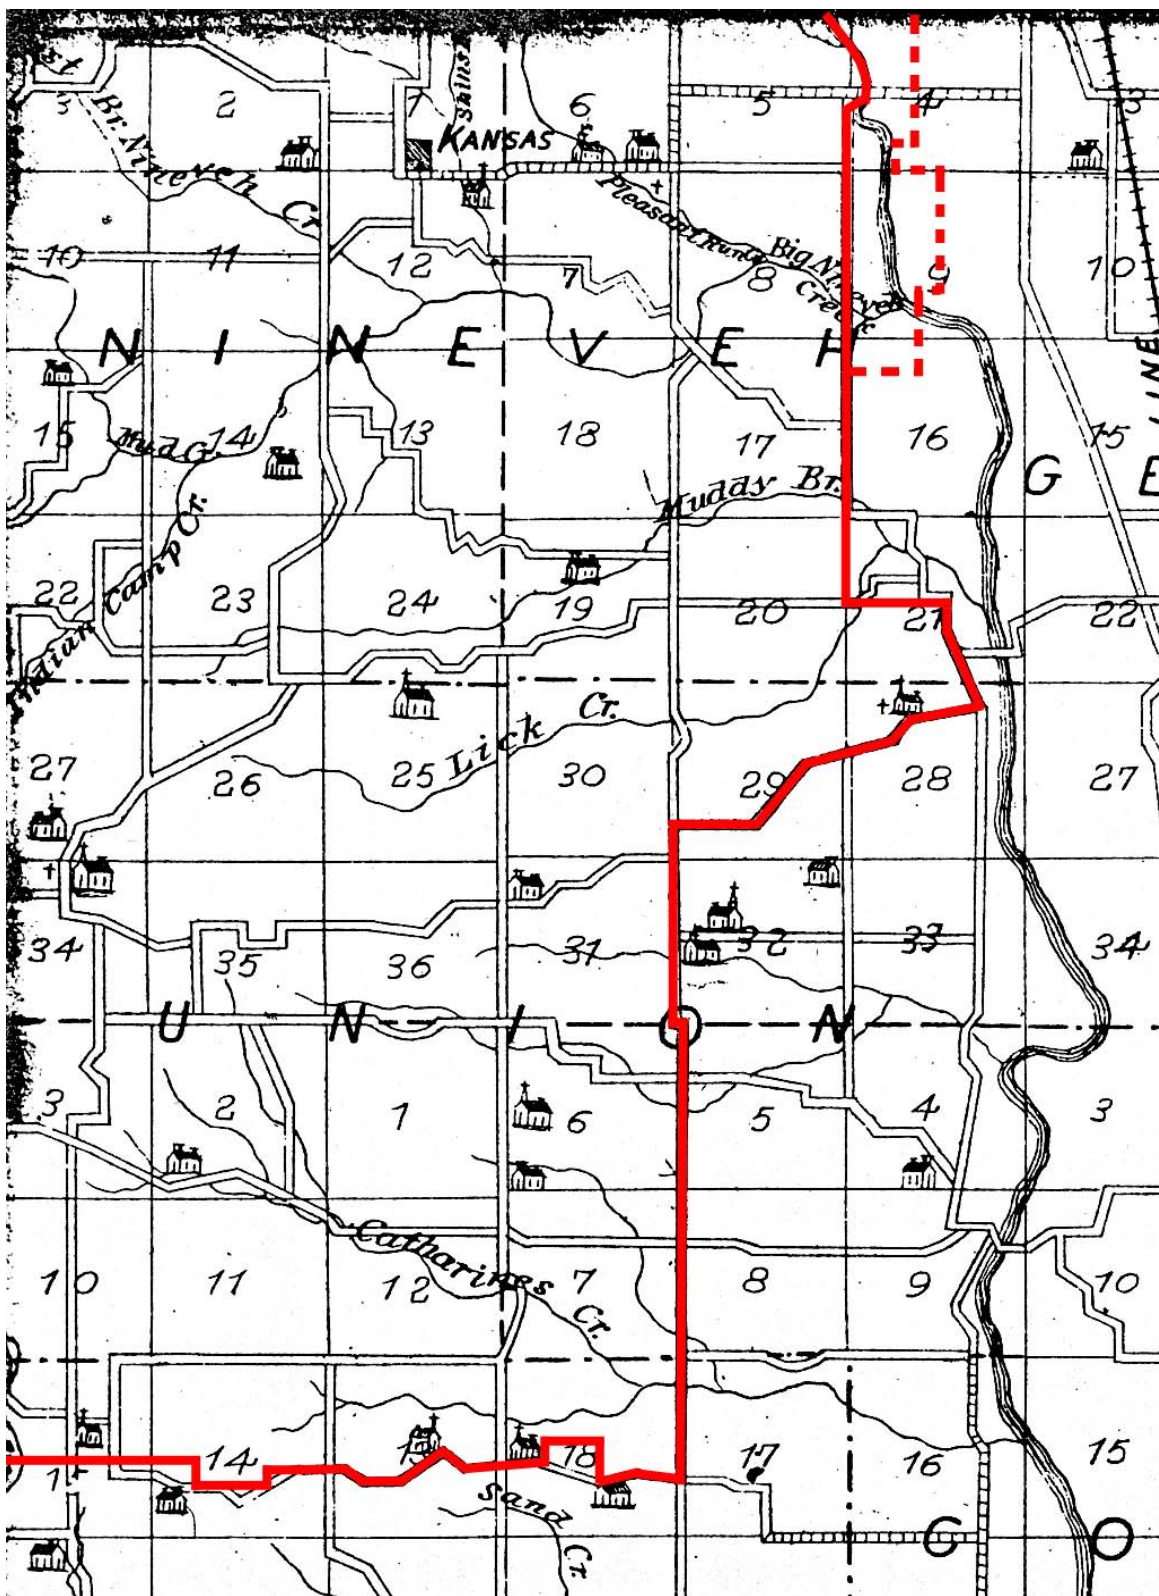 3 2 1 6 5 4 3
Br. Nineveh Cr.
KANSAS
Pleasant Run
Big Nineveh Creek
10 11 12 7 8 9 10
N I N E V E H
LINE
15 14 13 18 17 16 15
Mud C.
Muddy Br.
G E
Indian Camp Cr.
22 23 24 19 20 21 22
Lick Cr.
27 26 25 30 29 28 27
34 35 36 31 32 33 34
U N I O N
3 2 1 6 5 4 3
Catharines Cr.
10 11 12 7 8 9 10
14 13 18 17 16 15
Sand Cr.
C O